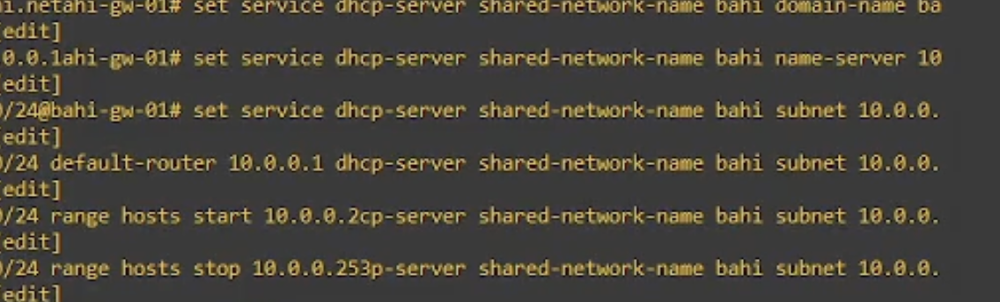 hi.netahi-gw-01# set service dhcp-server shared-network-name bahi domain-name ba
[edit]
0.0.1ahi-gw-01# set service dhcp-server shared-network-name bahi name-server 10
[edit]
0/24@bahi-gw-01# set service dhcp-server shared-network-name bahi subnet 10.0.0.
[edit]
0/24 default-router 10.0.0.1 dhcp-server shared-network-name bahi subnet 10.0.0.
[edit]
0/24 range hosts start 10.0.0.2cp-server shared-network-name bahi subnet 10.0.0.
[edit]
0/24 range hosts stop 10.0.0.253p-server shared-network-name bahi subnet 10.0.0.
[edit]